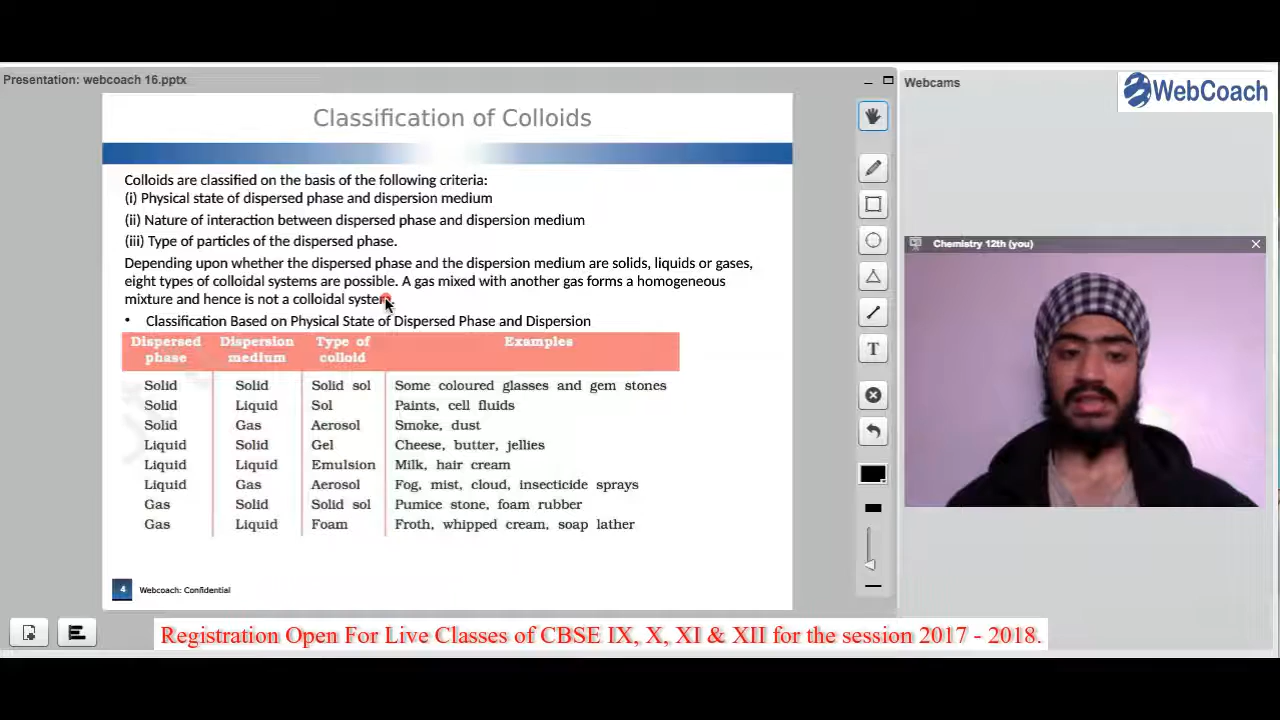 Presentation: webcoach 16.pptx
Webcams
WebCoach
Classification of Colloids
Colloids are classified on the basis of the following criteria:
(i) Physical state of dispersed phase and dispersion medium
(ii) Nature of interaction between dispersed phase and dispersion medium
(iii) Type of particles of the dispersed phase.
Depending upon whether the dispersed phase and the dispersion medium are solids, liquids or gases,
eight types of colloidal systems are possible. A gas mixed with another gas forms a homogeneous
mixture and hence is not a colloidal system.
• Classification Based on Physical State of Dispersed Phase and Dispersion
Dispersed phase Dispersion medium Type of colloid Examples
Solid Solid Solid sol Some coloured glasses and gem stones
Solid Liquid Sol Paints, cell fluids
Solid Gas Aerosol Smoke, dust
Liquid Solid Gel Cheese, butter, jellies
Liquid Liquid Emulsion Milk, hair cream
Liquid Gas Aerosol Fog, mist, cloud, insecticide sprays
Gas Solid Solid sol Pumice stone, foam rubber
Gas Liquid Foam Froth, whipped cream, soap lather
4 Webcoach: Confidential
T
Chemistry 12th (you)
Registration Open For Live Classes of CBSE IX, X, XI & XII for the session 2017 - 2018.